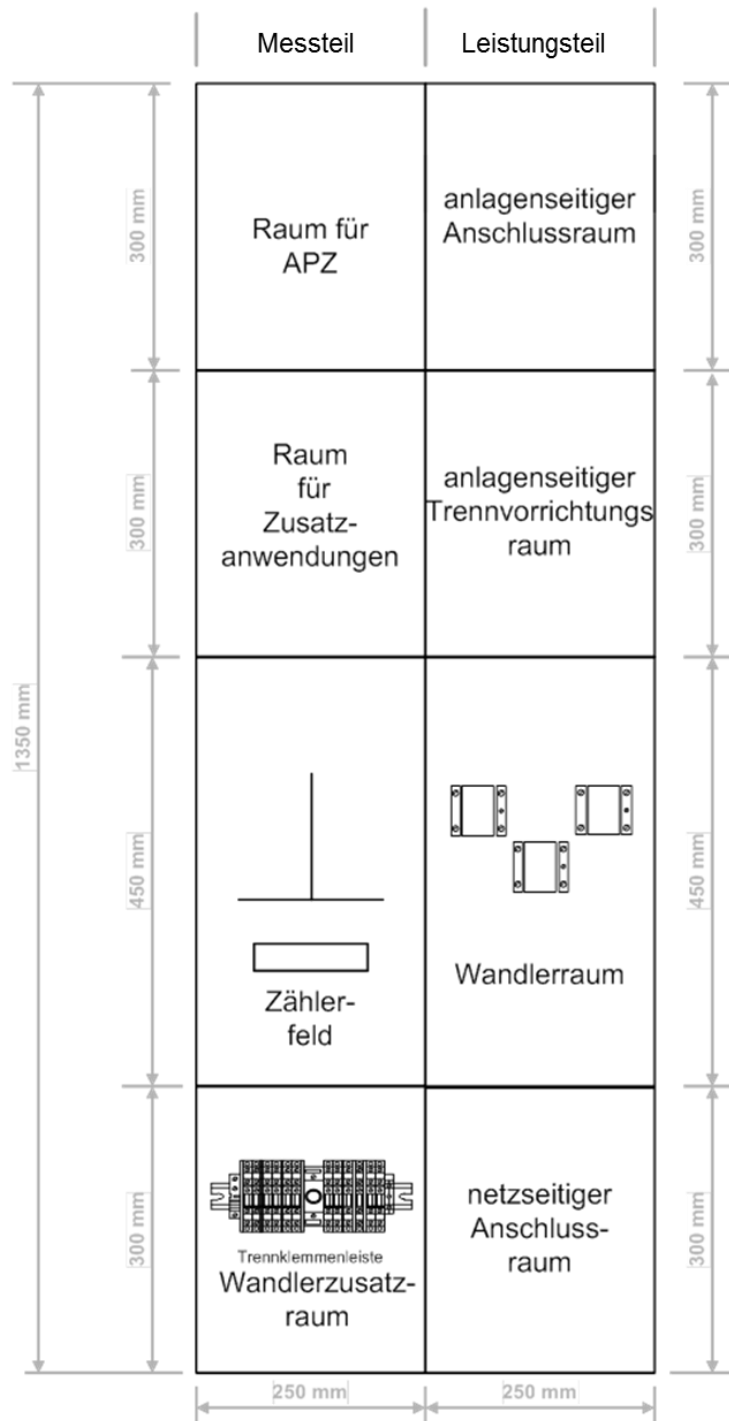 Messteil
Leistungsteil
300 mm
Raum für
APZ
anlagenseitiger
Anschlussraum
300 mm
300 mm
Raum
für
Zusatz-
anwendungen
anlagenseitiger
Trennvorrichtungs
raum
300 mm
1350 mm
450 mm
Zähler-
feld
Wandlerraum
450 mm
300 mm
Trennklemmenleiste
Wandlerzusatz-
raum
netzseitiger
Anschluss-
raum
300 mm
250 mm
250 mm